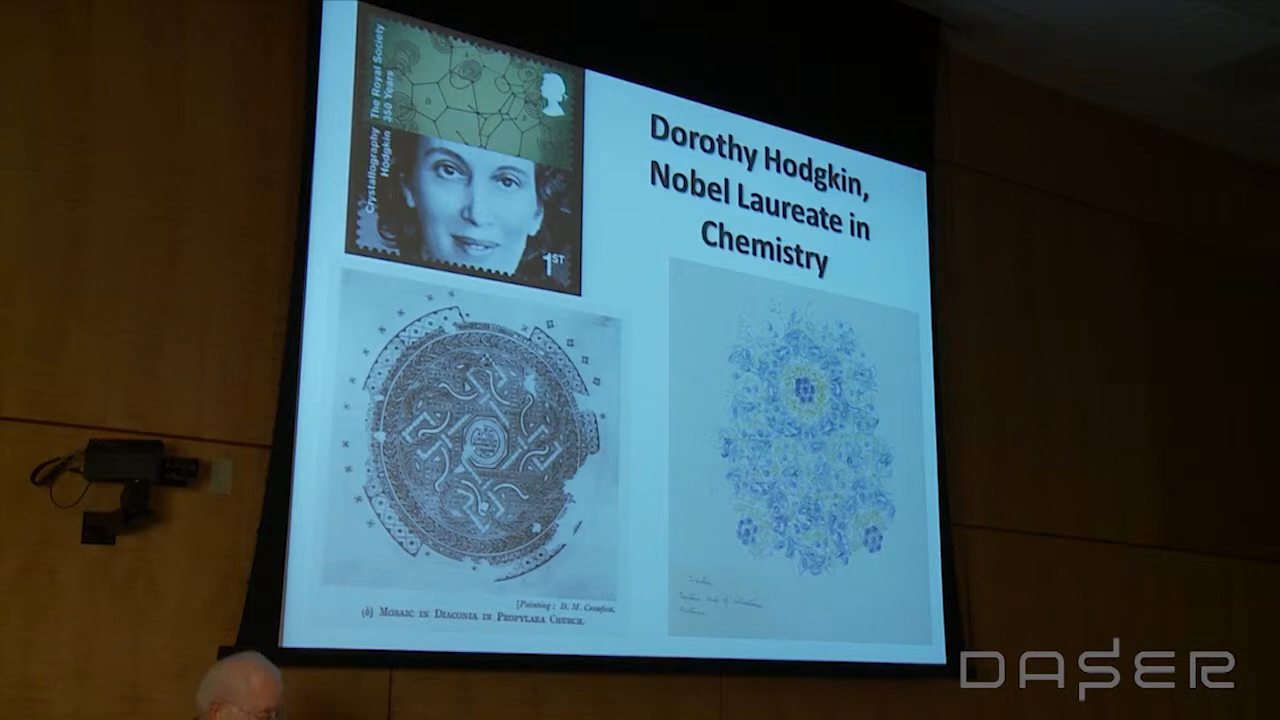 The Royal Society
350 Years
Crystallography
Hodgkin
1ST
Dorothy Hodgkin,
Nobel Laureate in
Chemistry
[Painting: D. M. Crowfoot.
(b) MOSAIC IN DIACONIA IN PROPYLAEA CHURCH.
DASER